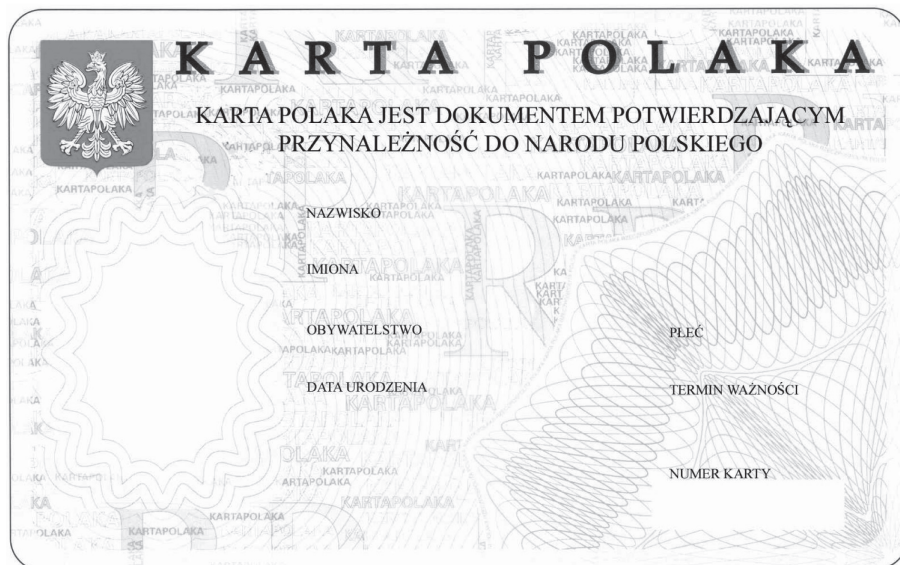 KARTA POLAKA
KARTA POLAKA JEST DOKUMENTEM POTWIERDZAJĄCYM
PRZYNALEŻNOŚĆ DO NARODU POLSKIEGO
NAZWISKO
IMIONA
OBYWATELSTWO
PŁEĆ
DATA URODZENIA
TERMIN WAŻNOŚCI
NUMER KARTY